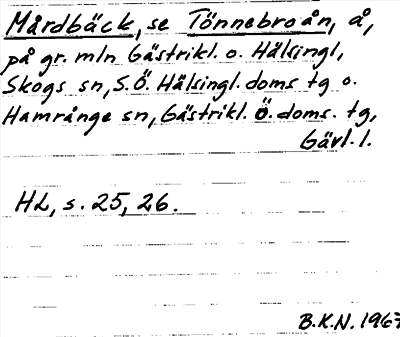 Mårdbäck, se Tönnebroån, å,
på gr. mln Gästrikl. o. Hälsingl,
Skogs sn, S.Ö. Hälsingl. doms tg o.
Hamrånge sn, Gästrikl. Ö. doms. tg,
Gävl. l.
HL, s. 25, 26.
B.K.N. 1967